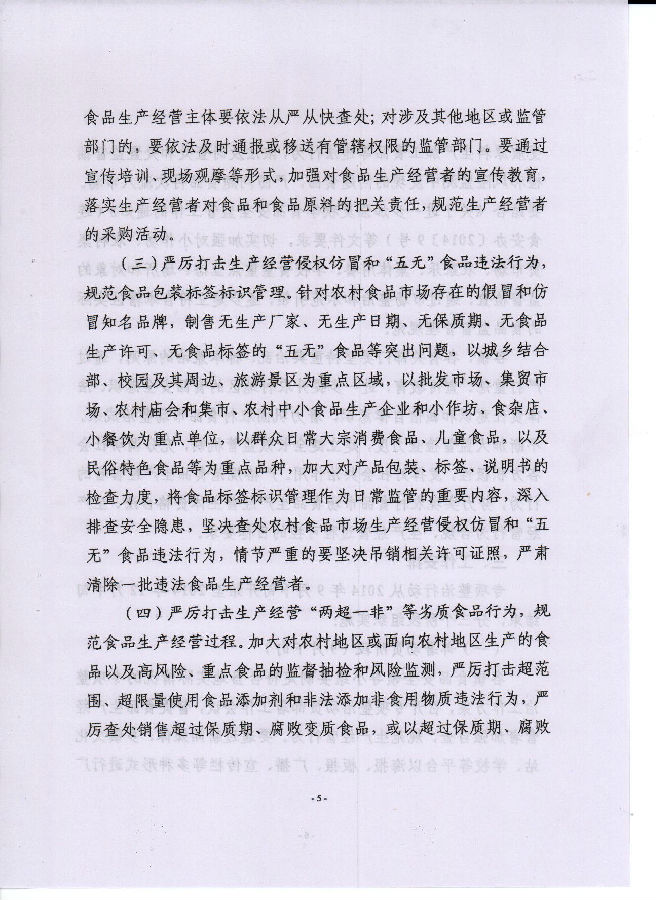 食品生产经营主体要依法从严从快查处；对涉及其他地区或监管
部门的，要依法及时通报或移送有管辖权限的监管部门。要通过
宣传培训、现场观摩等形式，加强对食品生产经营者的宣传教育，
落实生产经营者对食品和食品原料的把关责任，规范生产经营者
的采购活动。
（三）严厉打击生产经营侵权仿冒和“五无”食品违法行为，
规范食品包装标签标识管理。针对农村食品市场存在的假冒和仿
冒知名品牌，制售无生产厂家、无生产日期、无保质期、无食品
生产许可、无食品标签的“五无”食品等突出问题，以城乡结合
部、校园及其周边、旅游景区为重点区域，以批发市场、集贸市
场、农村庙会和集市、农村中小食品生产企业和小作坊、食杂店、
小餐饮为重点单位，以群众日常大宗消费食品、儿童食品，以及
民俗特色食品等为重点品种，加大对产品包装、标签、说明书的
检查力度，将食品标签标识管理作为日常监管的重要内容，深入
排查安全隐患，坚决查处农村食品市场生产经营侵权仿冒和“五
无”食品违法行为，情节严重的要坚决吊销相关许可证照，严肃
清除一批违法食品生产经营者。
（四）严厉打击生产经营“两超一非”等劣质食品行为，规
范食品生产经营过程。加大对农村地区或面向农村地区生产的食
品以及高风险、重点食品的监督抽检和风险监测，严厉打击超范
围、超限量使用食品添加剂和非法添加非食用物质违法行为，严
厉查处销售超过保质期、腐败变质食品，或以超过保质期、腐败
-5-